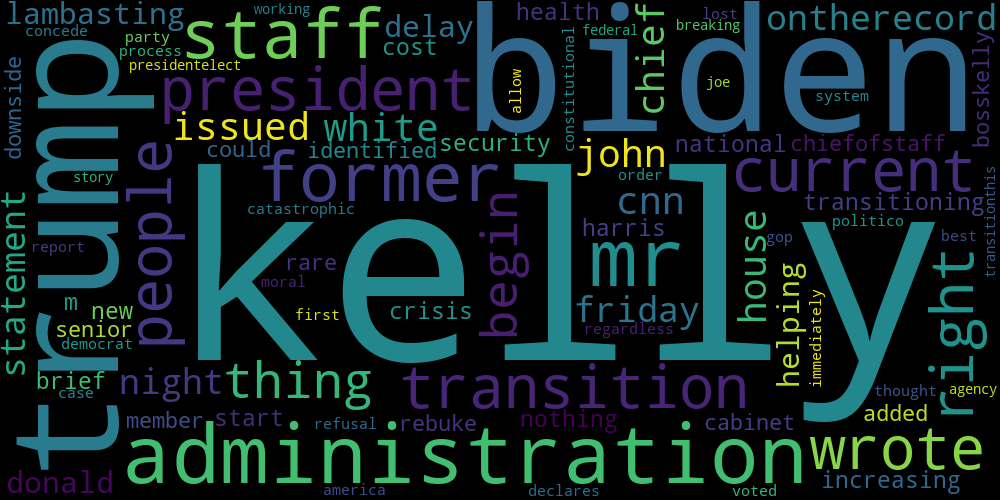 lambasting
working
staff
delay
health
federal
breaking
lost
ontherecord
concede
party
process
cost
biden
chief
constitutional
allow
joe
system
presidentelect
president
trump
downside
issued
white
could
identified
security
john
national
chiefofstaff
bosskelly
people
story
former
order
current
statement
catastrophic
kelly
begin
cnn
harris
mr
house
transitioning
politico
gop
best
transitionthis
report
rare
moral
first
crisis
friday
regardless
helping
immediately
right
m
new
senior
democrat
brief
case
night
thing
transition
thought
agency
member
start
refusal
rebuke
nothing
cabinet
added
administration
wrote
donald
america
declares
voted
increasing